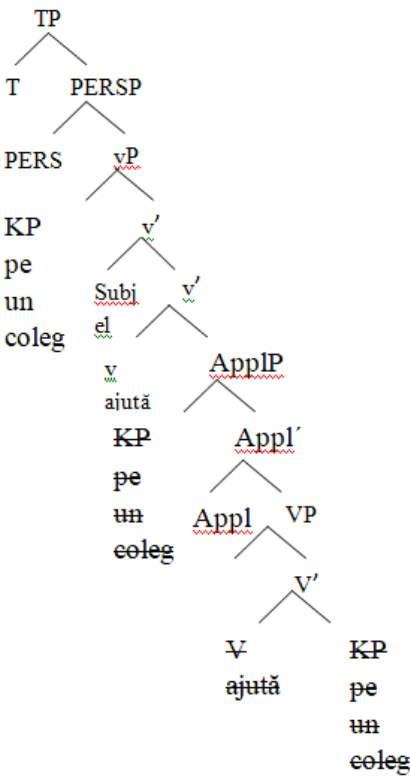 TP
T PERSP
PERS vP
KP v′
pe
un
coleg
Subj v′
el
v ApplP
ajută
KP Appl´
pe
un
coleg
Appl VP
V′
V KP
ajută pe
un
coleg